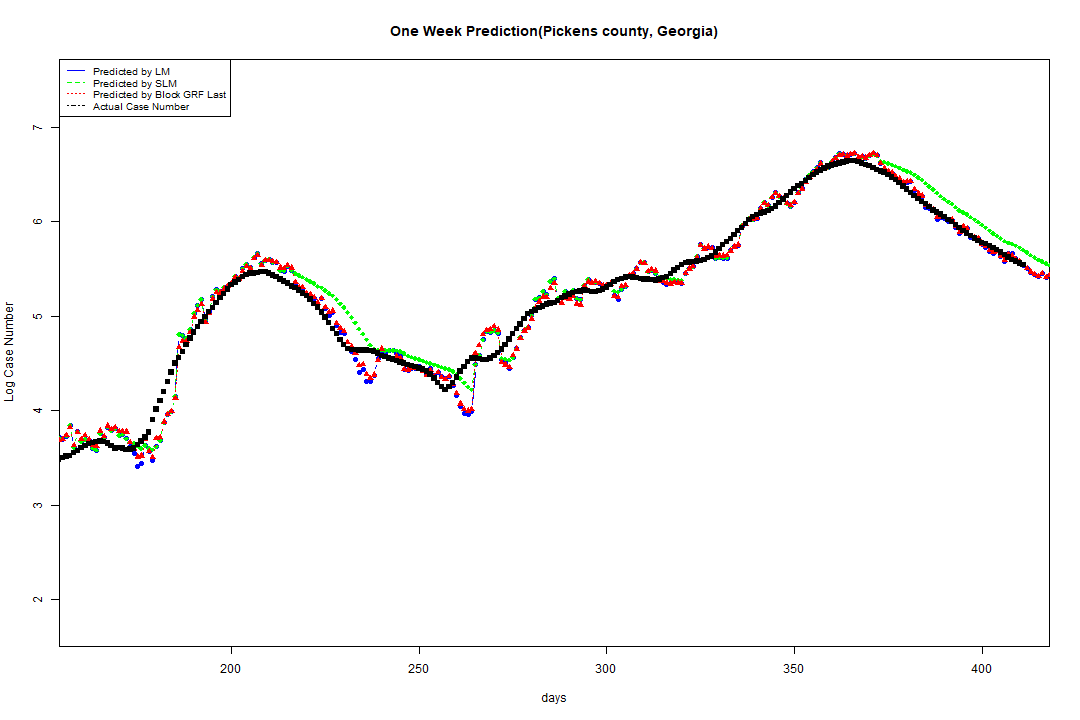 One Week Prediction(Pickens county, Georgia)
Predicted by LM
Predicted by SLM
Predicted by Block GRF Last
Actual Case Number
7
6
5
4
3
2
Log Case Number
200 250 300 350 400
days